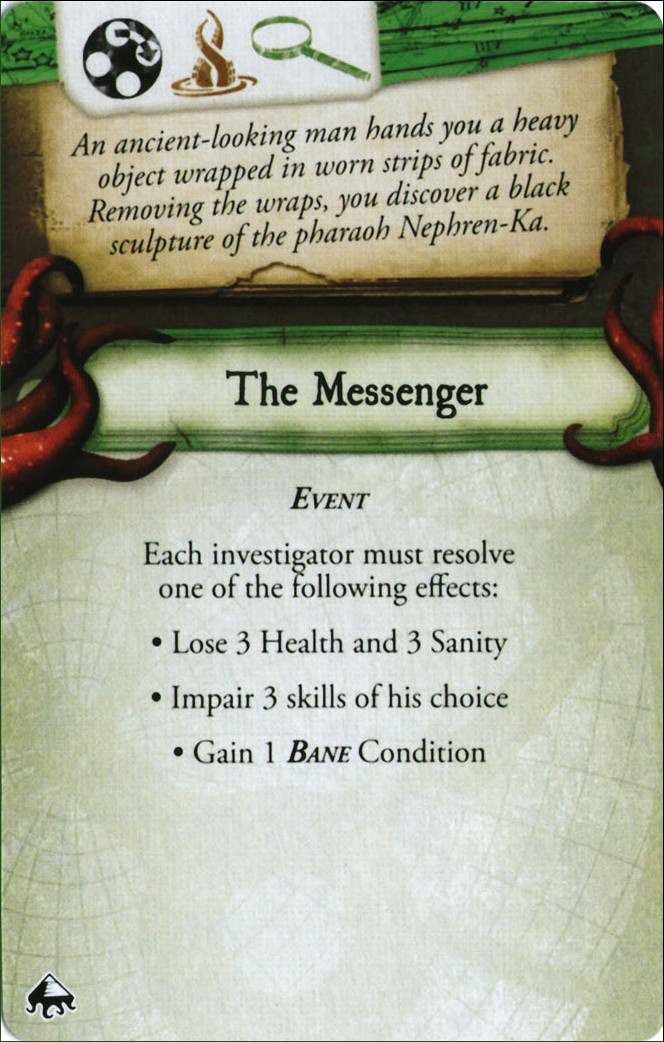 An ancient-looking man hands you a heavy
object wrapped in worn strips of fabric.
Removing the wraps, you discover a black
sculpture of the pharaoh Nephren-Ka.
The Messenger
EVENT
Each investigator must resolve
one of the following effects:
• Lose 3 Health and 3 Sanity
• Impair 3 skills of his choice
• Gain 1 BANE Condition